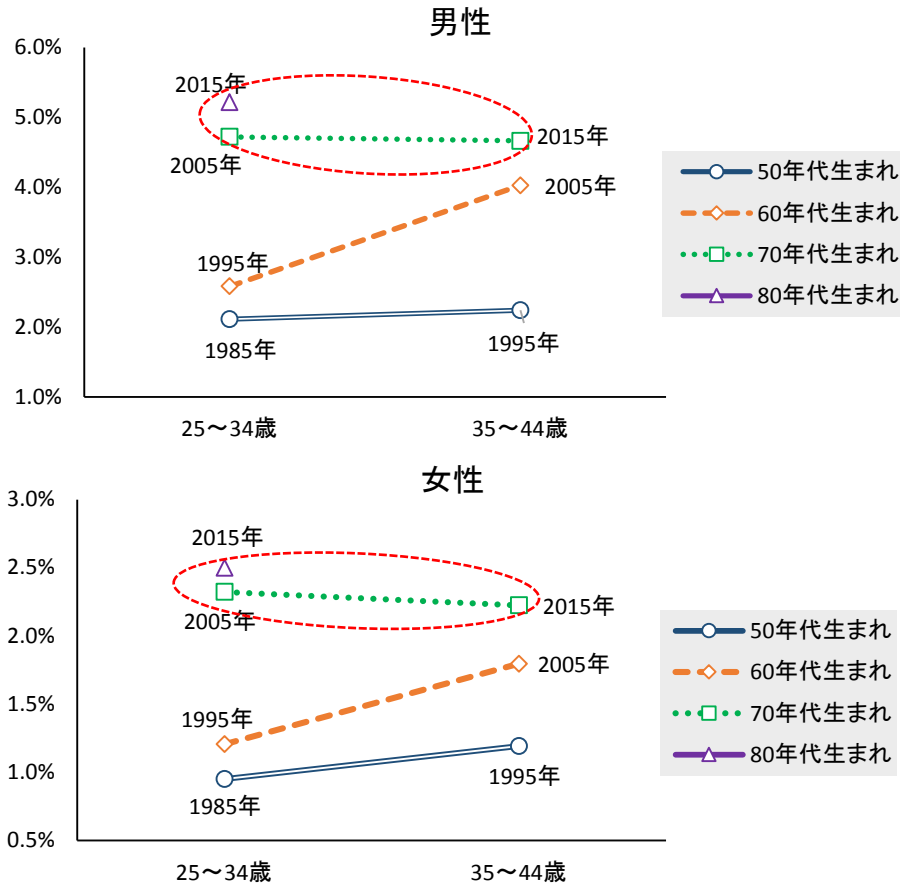 男性
6.0%
5.0%
4.0%
3.0%
2.0%
1.0%
2015年
2005年
2015年
2005年
1995年
1985年
1995年
25～34歳
35～44歳
50年代生まれ
60年代生まれ
70年代生まれ
80年代生まれ
女性
3.0%
2.5%
2.0%
1.5%
1.0%
0.5%
2015年
2005年
2015年
2005年
1995年
1985年
1995年
25～34歳
35～44歳
50年代生まれ
60年代生まれ
70年代生まれ
80年代生まれ